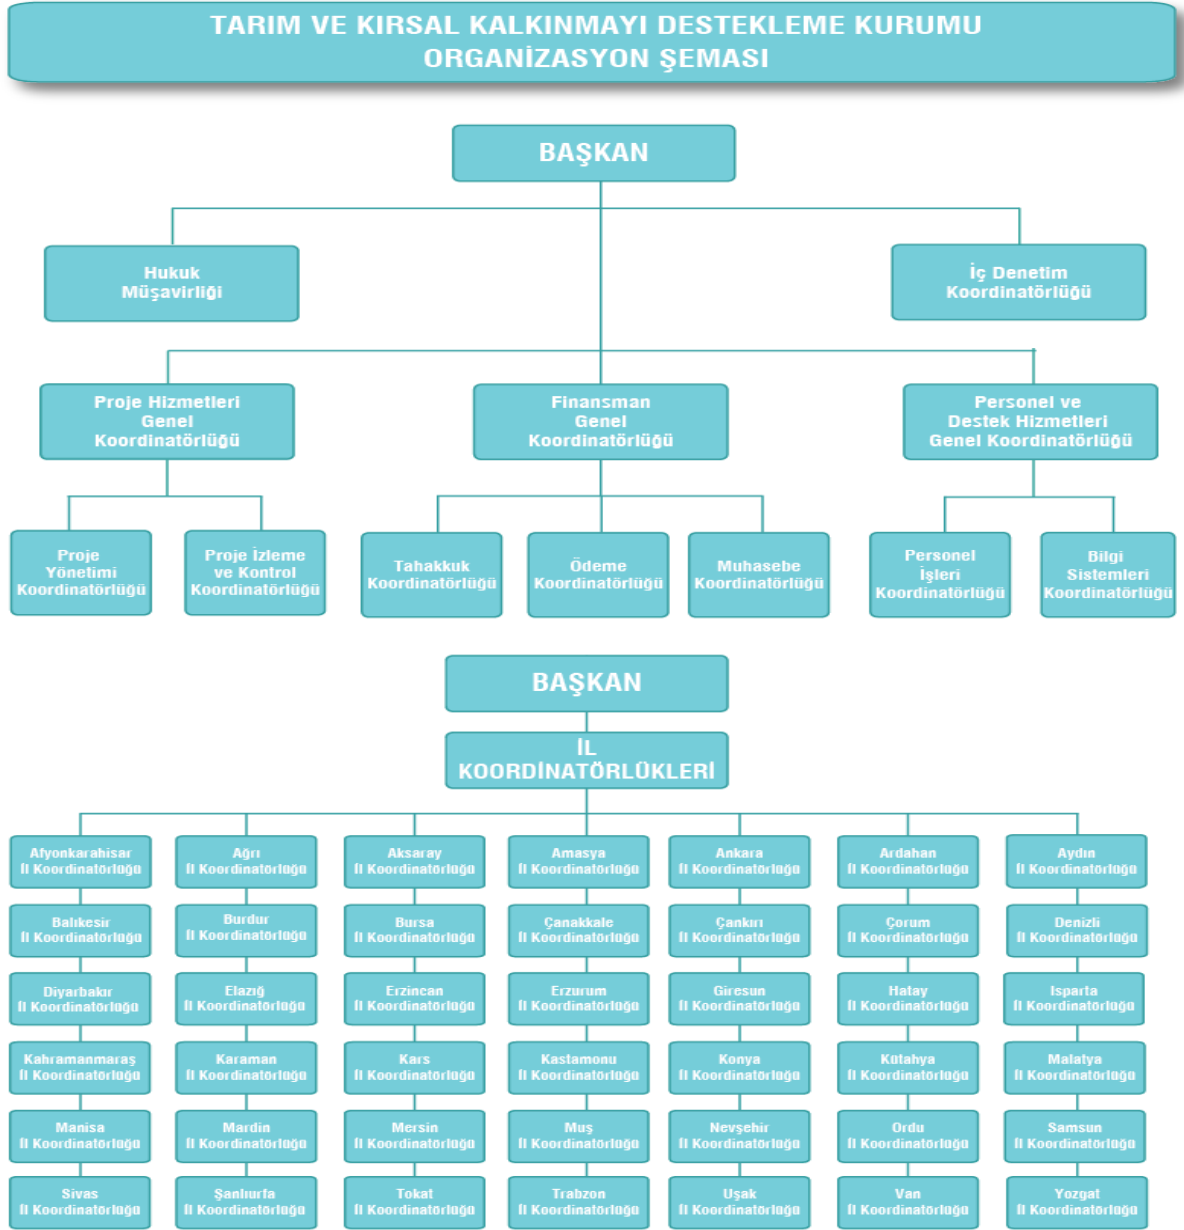 TARIM VE KIRSAL KALKINMAYI DESTEKLEME KURUMU
ORGANİZASYON ŞEMASI
BAŞKAN
Hukuk
Müşavirliği
İç Denetim
Koordinatörlüğü
Proje Hizmetleri
Genel
Koordinatörlüğü
Finansman
Genel
Koordinatörlüğü
Personel ve
Destek Hizmetleri
Genel Koordinatörlüğü
Proje
Yönetimi
Koordinatörlüğü
Proje İzleme
ve Kontrol
Koordinatörlüğü
Tahakkuk
Koordinatörlüğü
Ödeme
Koordinatörlüğü
Muhasebe
Koordinatörlüğü
Personel
İşleri
Koordinatörlüğü
Bilgi
Sistemleri
Koordinatörlüğü
BAŞKAN
İL
KOORDİNATÖRLÜKLERİ
Afyonkarahisar
İl Koordinatörlüğü
Ağrı
İl Koordinatörlüğü
Aksaray
İl Koordinatörlüğü
Amasya
İl Koordinatörlüğü
Ankara
İl Koordinatörlüğü
Ardahan
İl Koordinatörlüğü
Aydın
İl Koordinatörlüğü
Balıkesir
İl Koordinatörlüğü
Burdur
İl Koordinatörlüğü
Bursa
İl Koordinatörlüğü
Çanakkale
İl Koordinatörlüğü
Çankırı
İl Koordinatörlüğü
Çorum
İl Koordinatörlüğü
Denizli
İl Koordinatörlüğü
Diyarbakır
İl Koordinatörlüğü
Elazığ
İl Koordinatörlüğü
Erzincan
İl Koordinatörlüğü
Erzurum
İl Koordinatörlüğü
Giresun
İl Koordinatörlüğü
Hatay
İl Koordinatörlüğü
Isparta
İl Koordinatörlüğü
Kahramanmaraş
İl Koordinatörlüğü
Karaman
İl Koordinatörlüğü
Kars
İl Koordinatörlüğü
Kastamonu
İl Koordinatörlüğü
Konya
İl Koordinatörlüğü
Kütahya
İl Koordinatörlüğü
Malatya
İl Koordinatörlüğü
Manisa
İl Koordinatörlüğü
Mardin
İl Koordinatörlüğü
Mersin
İl Koordinatörlüğü
Muş
İl Koordinatörlüğü
Nevşehir
İl Koordinatörlüğü
Ordu
İl Koordinatörlüğü
Samsun
İl Koordinatörlüğü
Sivas
İl Koordinatörlüğü
Şanlıurfa
İl Koordinatörlüğü
Tokat
İl Koordinatörlüğü
Trabzon
İl Koordinatörlüğü
Uşak
İl Koordinatörlüğü
Van
İl Koordinatörlüğü
Yozgat
İl Koordinatörlüğü